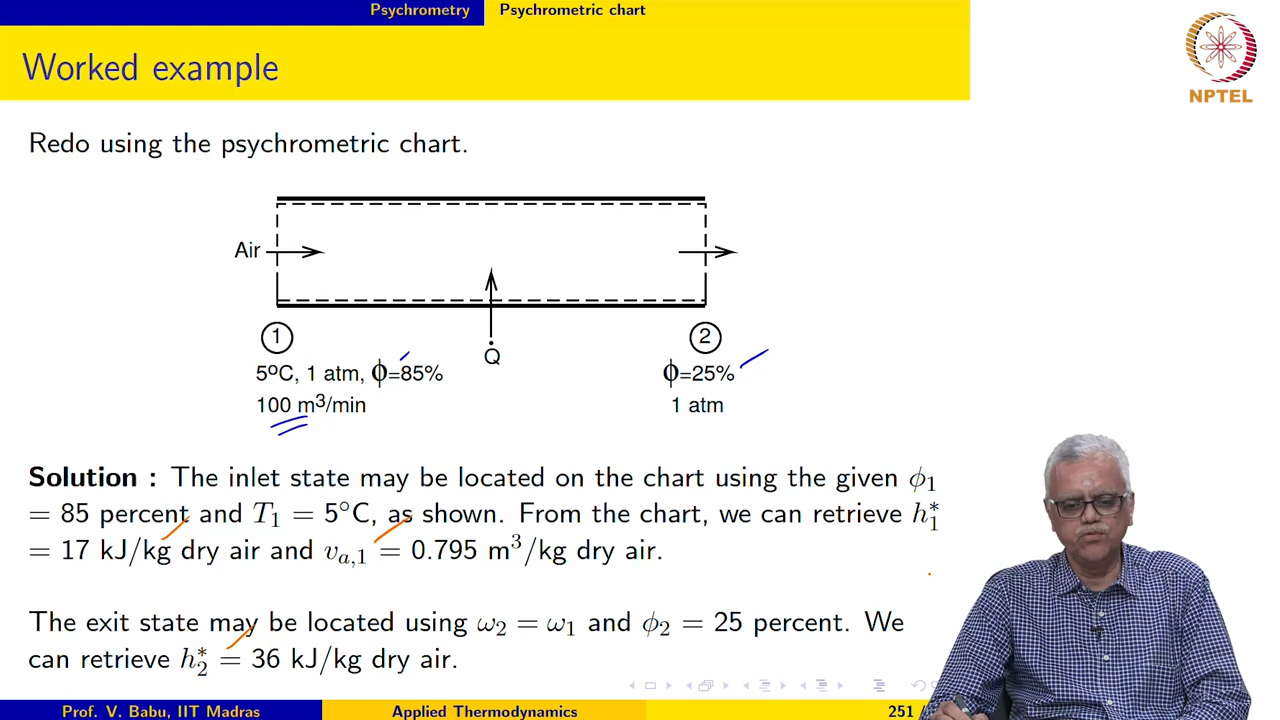 Psychrometry Psychrometric chart
Worked example
NPTEL
Redo using the psychrometric chart.
Air
1 2
Q̇
5ºC, 1 atm, ϕ=85% ϕ=25%
100 m³/min 1 atm
Solution : The inlet state may be located on the chart using the given ϕ₁
= 85 percent and T₁ = 5°C, as shown. From the chart, we can retrieve h₁*
= 17 kJ/kg dry air and vₐ,₁ = 0.795 m³/kg dry air.
The exit state may be located using ω₂ = ω₁ and ϕ₂ = 25 percent. We
can retrieve h₂* = 36 kJ/kg dry air.
Prof. V. Babu, IIT Madras Applied Thermodynamics 251